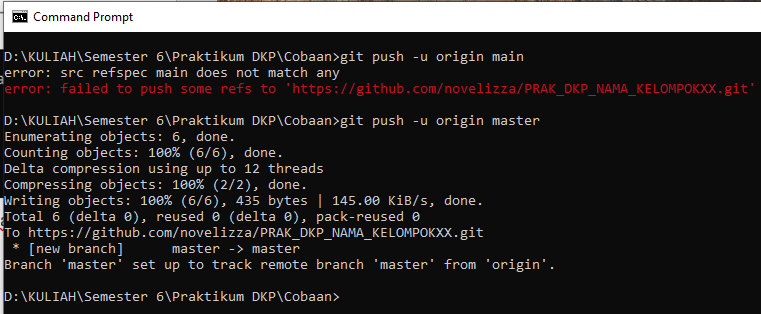 Command Prompt
D:\KULIAH\Semester 6\Praktikum DKP\Cobaan>git push -u origin main
error: src refspec main does not match any
error: failed to push some refs to 'https://github.com/novelizza/PRAK_DKP_NAMA_KELOMPOKXX.git'
D:\KULIAH\Semester 6\Praktikum DKP\Cobaan>git push -u origin master
Enumerating objects: 6, done.
Counting objects: 100% (6/6), done.
Delta compression using up to 12 threads
Compressing objects: 100% (2/2), done.
Writing objects: 100% (6/6), 435 bytes | 145.00 KiB/s, done.
Total 6 (delta 0), reused 0 (delta 0), pack-reused 0
To https://github.com/novelizza/PRAK_DKP_NAMA_KELOMPOKXX.git
 * [new branch]      master -> master
Branch 'master' set up to track remote branch 'master' from 'origin'.
D:\KULIAH\Semester 6\Praktikum DKP\Cobaan>